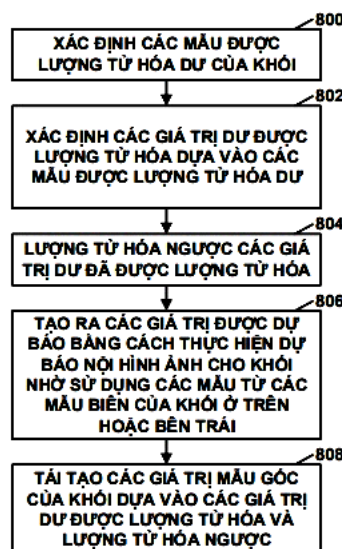 800
XÁC ĐỊNH CÁC MẪU ĐƯỢC
LƯỢNG TỬ HÓA DƯ CỦA KHỐI
802
XÁC ĐỊNH CÁC GIÁ TRỊ DƯ ĐƯỢC
LƯỢNG TỬ HÓA DỰA VÀO CÁC
MẪU ĐƯỢC LƯỢNG TỬ HÓA DƯ
804
LƯỢNG TỬ HÓA NGƯỢC CÁC GIÁ
TRỊ DƯ ĐÃ ĐƯỢC LƯỢNG TỬ HÓA
806
TẠO RA CÁC GIÁ TRỊ ĐƯỢC DỰ
BÁO BẰNG CÁCH THỰC HIỆN DỰ
BÁO NỘI HÌNH ẢNH CHO KHỐI
NHỜ SỬ DỤNG CÁC MẪU TỪ CÁC
MẪU BIÊN CỦA KHỐI Ở TRÊN
HOẶC BÊN TRÁI
808
TÁI TẠO CÁC GIÁ TRỊ MẪU GỐC
CỦA KHỐI DỰA VÀO CÁC GIÁ TRỊ
DƯ ĐƯỢC LƯỢNG TỬ HÓA VÀ
LƯỢNG TỬ HÓA NGƯỢC